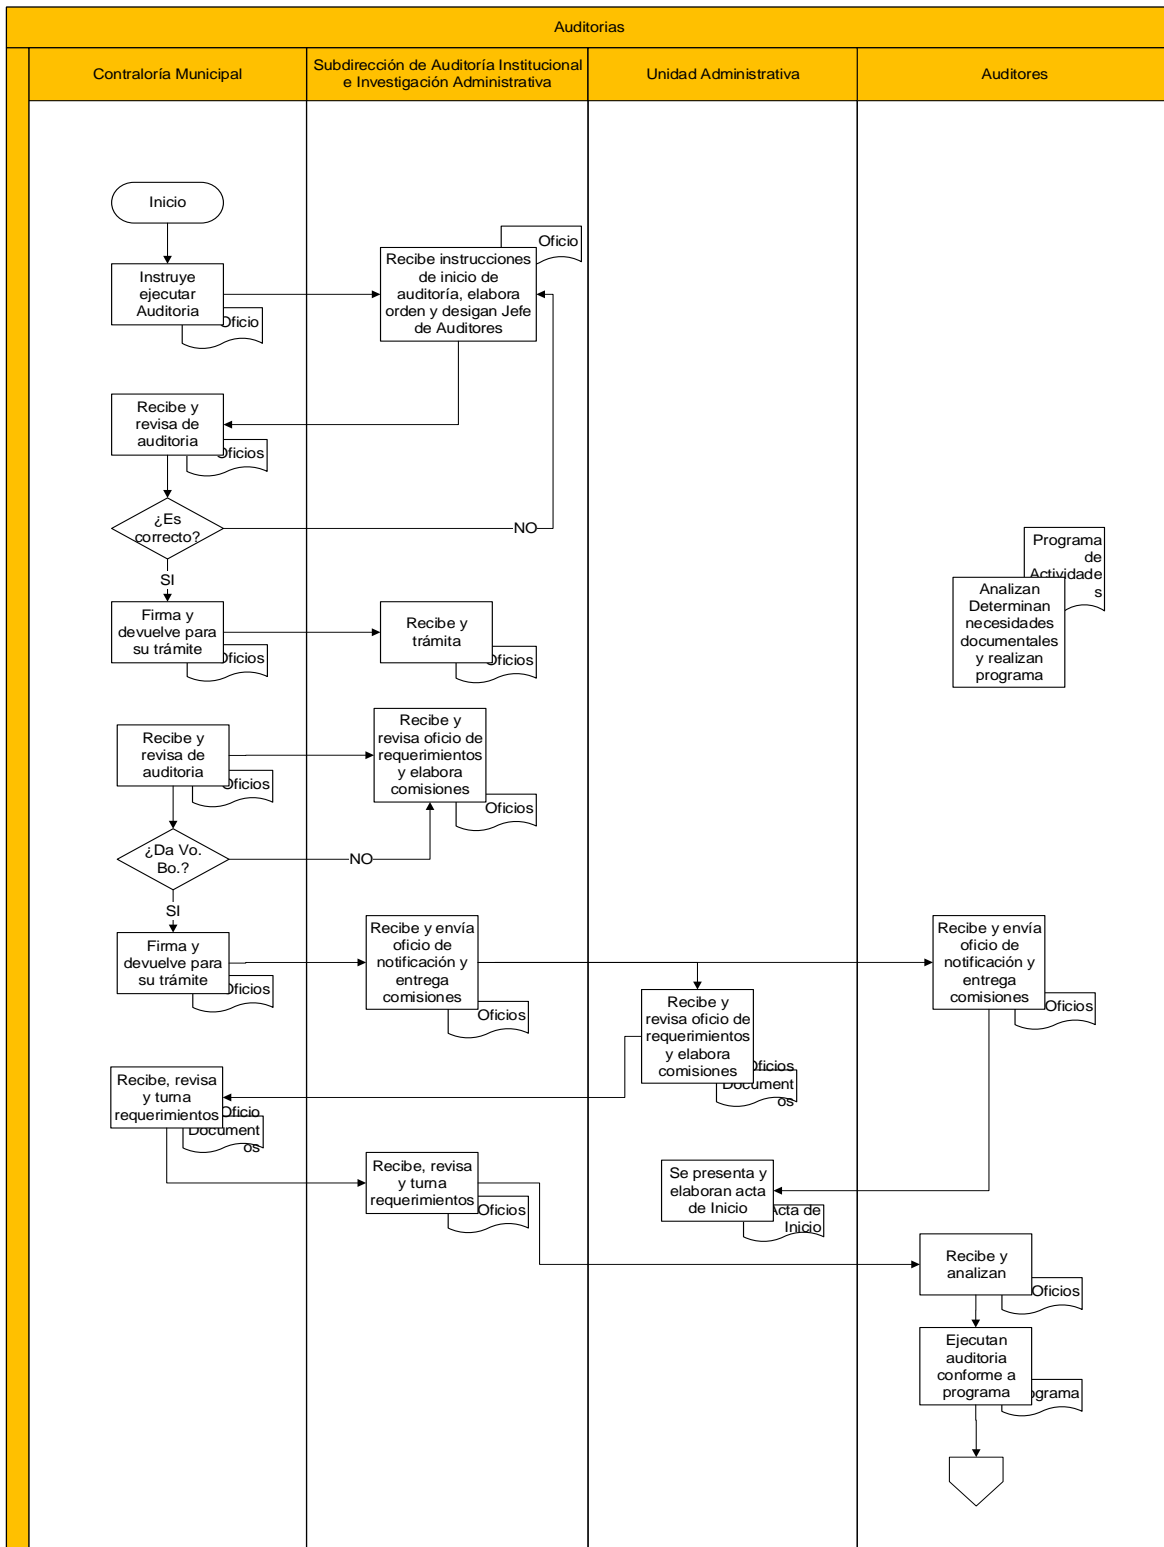 Auditorias
Contraloría Municipal
Subdirección de Auditoría Institucional
e Investigación Administrativa
Unidad Administrativa
Auditores
Inicio
Oficio
Recibe instrucciones
de inicio de
auditoría, elabora
orden y desigan Jefe
de Auditores
Instruye
ejecutar
Auditoria
Oficio
Recibe y
revisa de
auditoria
Oficios
¿Es
correcto?
NO
SI
Programa
de
Actividade
s
Analizan
Determinan
necesidades
documentales
y realizan
programa
Firma y
devuelve para
su trámite
Oficios
Recibe y
trámita
Oficios
Recibe y
revisa de
auditoria
Oficios
Recibe y
revisa oficio de
requerimientos
y elabora
comisiones
Oficios
¿Da Vo.
Bo.?
NO
SI
Firma y
devuelve para
su trámite
Oficios
Recibe y envía
oficio de
notificación y
entrega
comisiones
Oficios
Recibe y envía
oficio de
notificación y
entrega
comisiones
Oficios
Recibe y
revisa oficio de
requerimientos
y elabora
comisiones
Oficios
Document
os
Recibe, revisa
y turna
requerimientos
Oficio
Document
os
Recibe, revisa
y turna
requerimientos
Oficios
Se presenta y
elaboran acta
de Inicio
Acta de
Inicio
Recibe y
analizan
Oficios
Ejecutan
auditoria
conforme a
programa
ograma